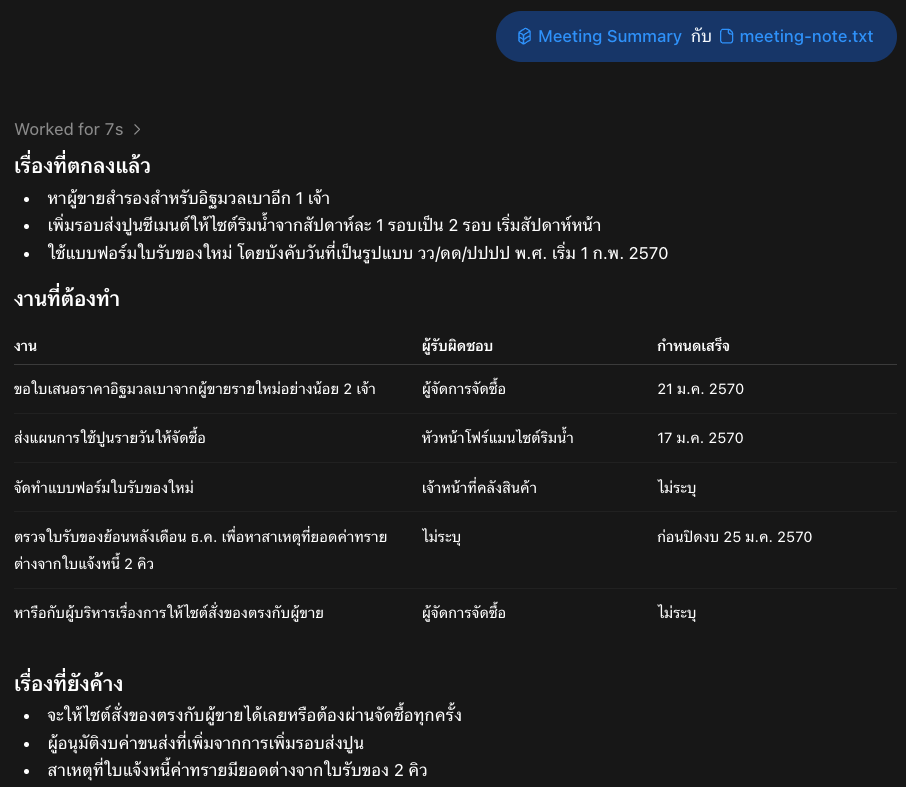 Meeting Summary กับ meeting-note.txt
Worked for 7s
เรื่องที่ตกลงแล้ว
• หาผู้ขายสำรองสำหรับอิฐมวลเบาอีก 1 เจ้า
• เพิ่มรอบส่งปูนซีเมนต์ให้ไซต์ริมน้ำจากสัปดาห์ละ 1 รอบเป็น 2 รอบ เริ่มสัปดาห์หน้า
• ใช้แบบฟอร์มใบรับของใหม่ โดยบังคับวันที่เป็นรูปแบบ วว/ดด/ปปปป พ.ศ. เริ่ม 1 ก.พ. 2570
งานที่ต้องทำ
งาน ผู้รับผิดชอบ กำหนดเสร็จ
ขอใบเสนอราคาอิฐมวลเบาจากผู้ขายรายใหม่อย่างน้อย 2 เจ้า ผู้จัดการจัดซื้อ 21 ม.ค. 2570
ส่งแผนการใช้ปูนรายวันให้จัดซื้อ หัวหน้าโฟร์แมนไซต์ริมน้ำ 17 ม.ค. 2570
จัดทำแบบฟอร์มใบรับของใหม่ เจ้าหน้าที่คลังสินค้า ไม่ระบุ
ตรวจใบรับของย้อนหลังเดือน ธ.ค. เพื่อหาสาเหตุที่ยอดค่าทราย ไม่ระบุ ก่อนปิดงบ 25 ม.ค. 2570
ต่างจากใบแจ้งหนี้ 2 คิว
หารือกับผู้บริหารเรื่องการให้ไซต์สั่งของตรงกับผู้ขาย ผู้จัดการจัดซื้อ ไม่ระบุ
เรื่องที่ยังค้าง
• จะให้ไซต์สั่งของตรงกับผู้ขายได้เลยหรือต้องผ่านจัดซื้อทุกครั้ง
• ผู้อนุมัติงบค่าขนส่งที่เพิ่มจากการเพิ่มรอบส่งปูน
• สาเหตุที่ใบแจ้งหนี้ค่าทรายมียอดต่างจากใบรับของ 2 คิว